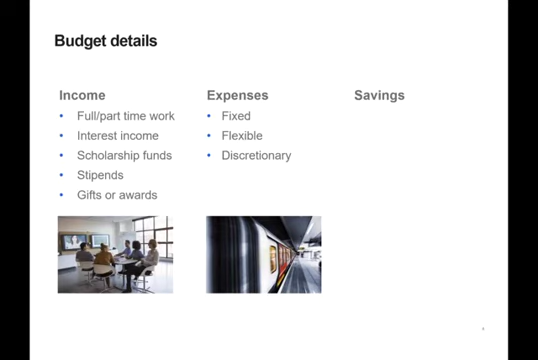 Budget details
Income
• Full/part time work
• Interest income
• Scholarship funds
• Stipends
• Gifts or awards
Expenses
• Fixed
• Flexible
• Discretionary
Savings